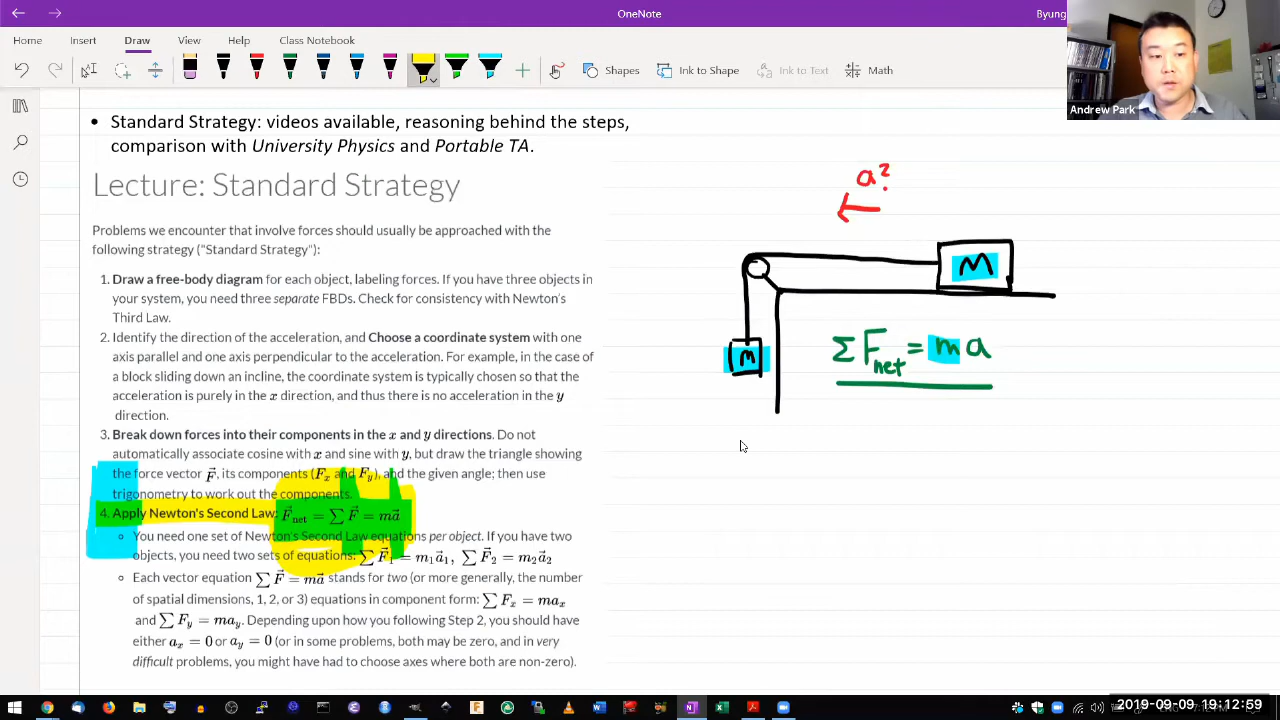 OneNote
Byung
Home Insert Draw View Help Class Notebook
Shapes Ink to Shape Ink to Text Math
Andrew Park
• Standard Strategy: videos available, reasoning behind the steps,
comparison with University Physics and Portable TA.
Lecture: Standard Strategy
Problems we encounter that involve forces should usually be approached with the
following strategy ("Standard Strategy"):
1. Draw a free-body diagram for each object, labeling forces. If you have three objects in
your system, you need three separate FBDs. Check for consistency with Newton's
Third Law.
2. Identify the direction of the acceleration, and Choose a coordinate system with one
axis parallel and one axis perpendicular to the acceleration. For example, in the case of
a block sliding down an incline, the coordinate system is typically chosen so that the
acceleration is purely in the x direction, and thus there is no acceleration in the y
direction.
3. Break down forces into their components in the x and y directions. Do not
automatically associate cosine with x and sine with y, but draw the triangle showing
the force vector F⃗, its components (Fₓ and F_y), and the given angle; then use
trigonometry to work out the components.
4. Apply Newton's Second Law: F⃗_net = ∑ F⃗ = ma⃗
○ You need one set of Newton's Second Law equations per object. If you have two
objects, you need two sets of equations: ∑ F⃗₁ = m₁a⃗₁, ∑ F⃗₂ = m₂a⃗₂
○ Each vector equation ∑ F⃗ = ma⃗ stands for two (or more generally, the number
of spatial dimensions, 1, 2, or 3) equations in component form: ∑ Fₓ = maₓ
and ∑ F_y = ma_y. Depending upon how you following Step 2, you should have
either aₓ = 0 or a_y = 0 (or in some problems, both may be zero, and in very
difficult problems, you might have had to choose axes where both are non-zero).
a?
M
m
Σ F_net = m a
2019-09-09 19:12:59